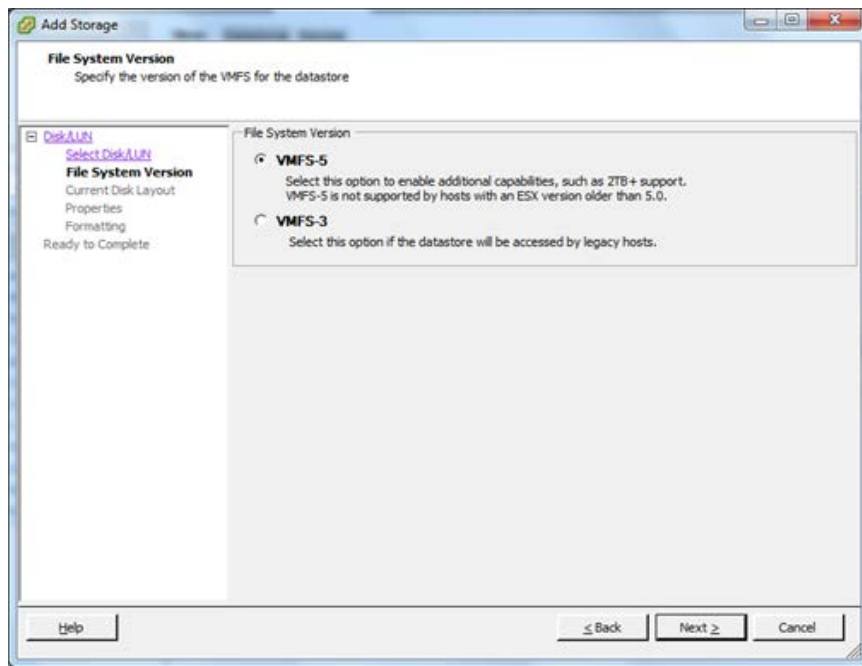 Add Storage
File System Version
Specify the version of the VMFS for the datastore
Disk/LUN
Select Disk/LUN
File System Version
Current Disk Layout
Properties
Formatting
Ready to Complete
File System Version
VMFS-5
Select this option to enable additional capabilities, such as 2TB+ support.
VMFS-5 is not supported by hosts with an ESX version older than 5.0.
VMFS-3
Select this option if the datastore will be accessed by legacy hosts.
Help
< Back
Next >
Cancel